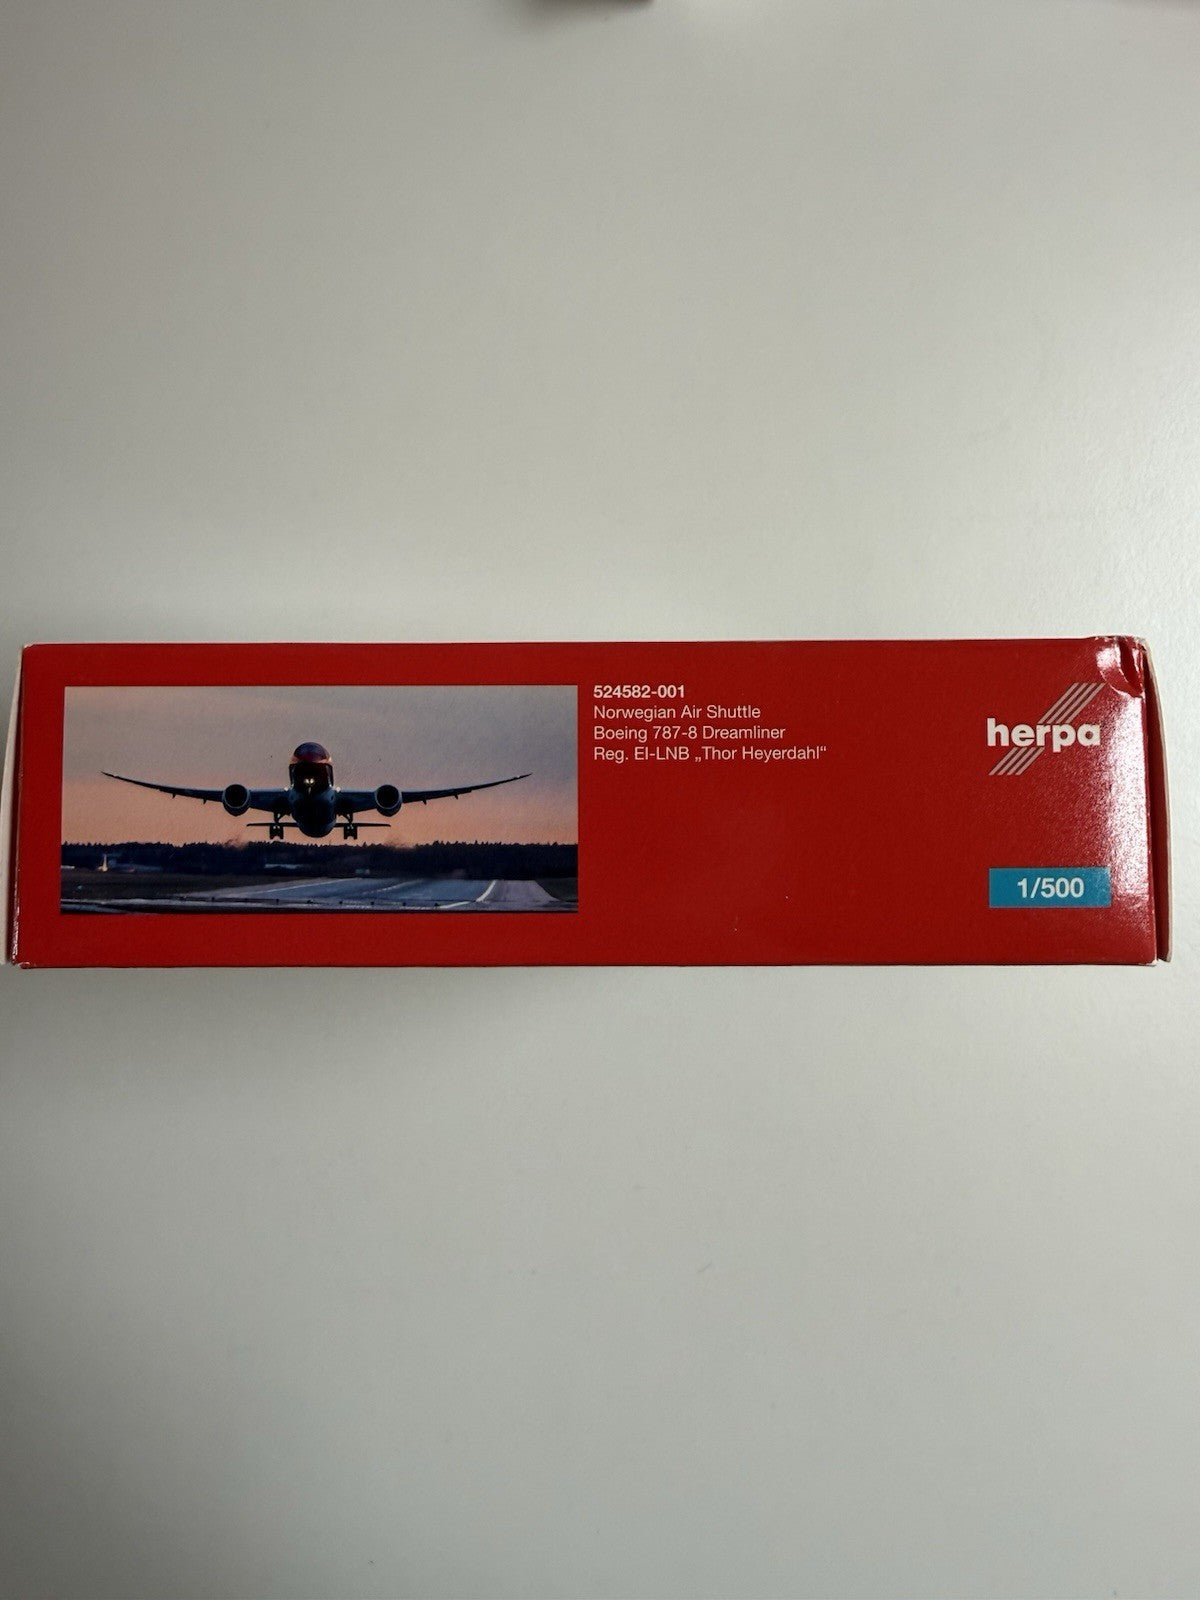 524582-001
Norwegian Air Shuttle
Boeing 787-8 Dreamliner
Reg. EI-LNB „Thor Heyerdahl“
herpa
1/500